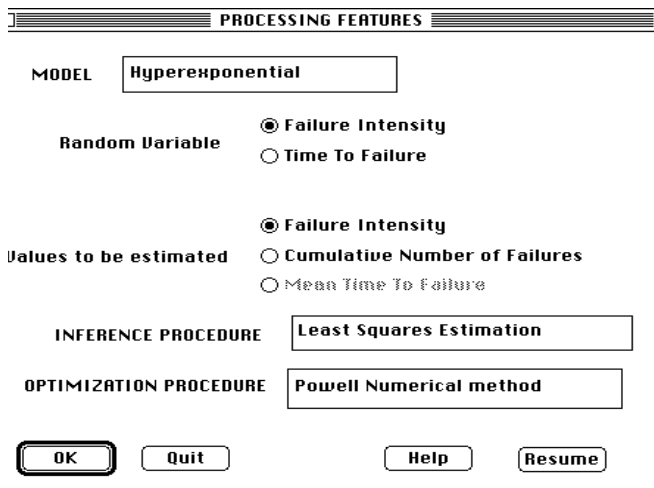 PROCESSING FEATURES
MODEL Hyperexponential
Failure Intensity
Random Variable
Time To Failure
Failure Intensity
Values to be estimated Cumulative Number of Failures
Mean Time To Failure
INFERENCE PROCEDURE Least Squares Estimation
OPTIMIZATION PROCEDURE Powell Numerical method
OK Quit Help Resume